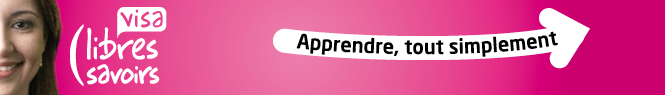 visa
(libres
savoirs
Apprendre, tout simplement